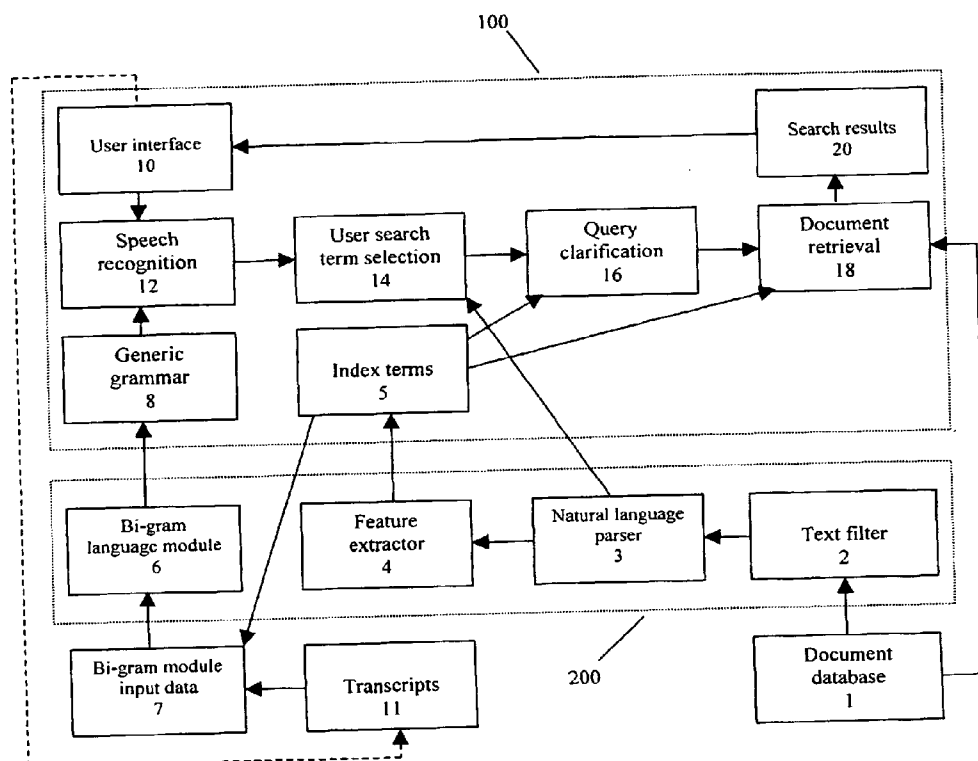 100
User interface
10
Search results
20
Speech
recognition
12
User search
term selection
14
Query
clarification
16
Document
retrieval
18
Generic
grammar
8
Index terms
5
Bi-gram
language module
6
Feature
extractor
4
Natural language
parser
3
Text filter
2
Bi-gram module
input data
7
Transcripts
11
200
Document
database
1